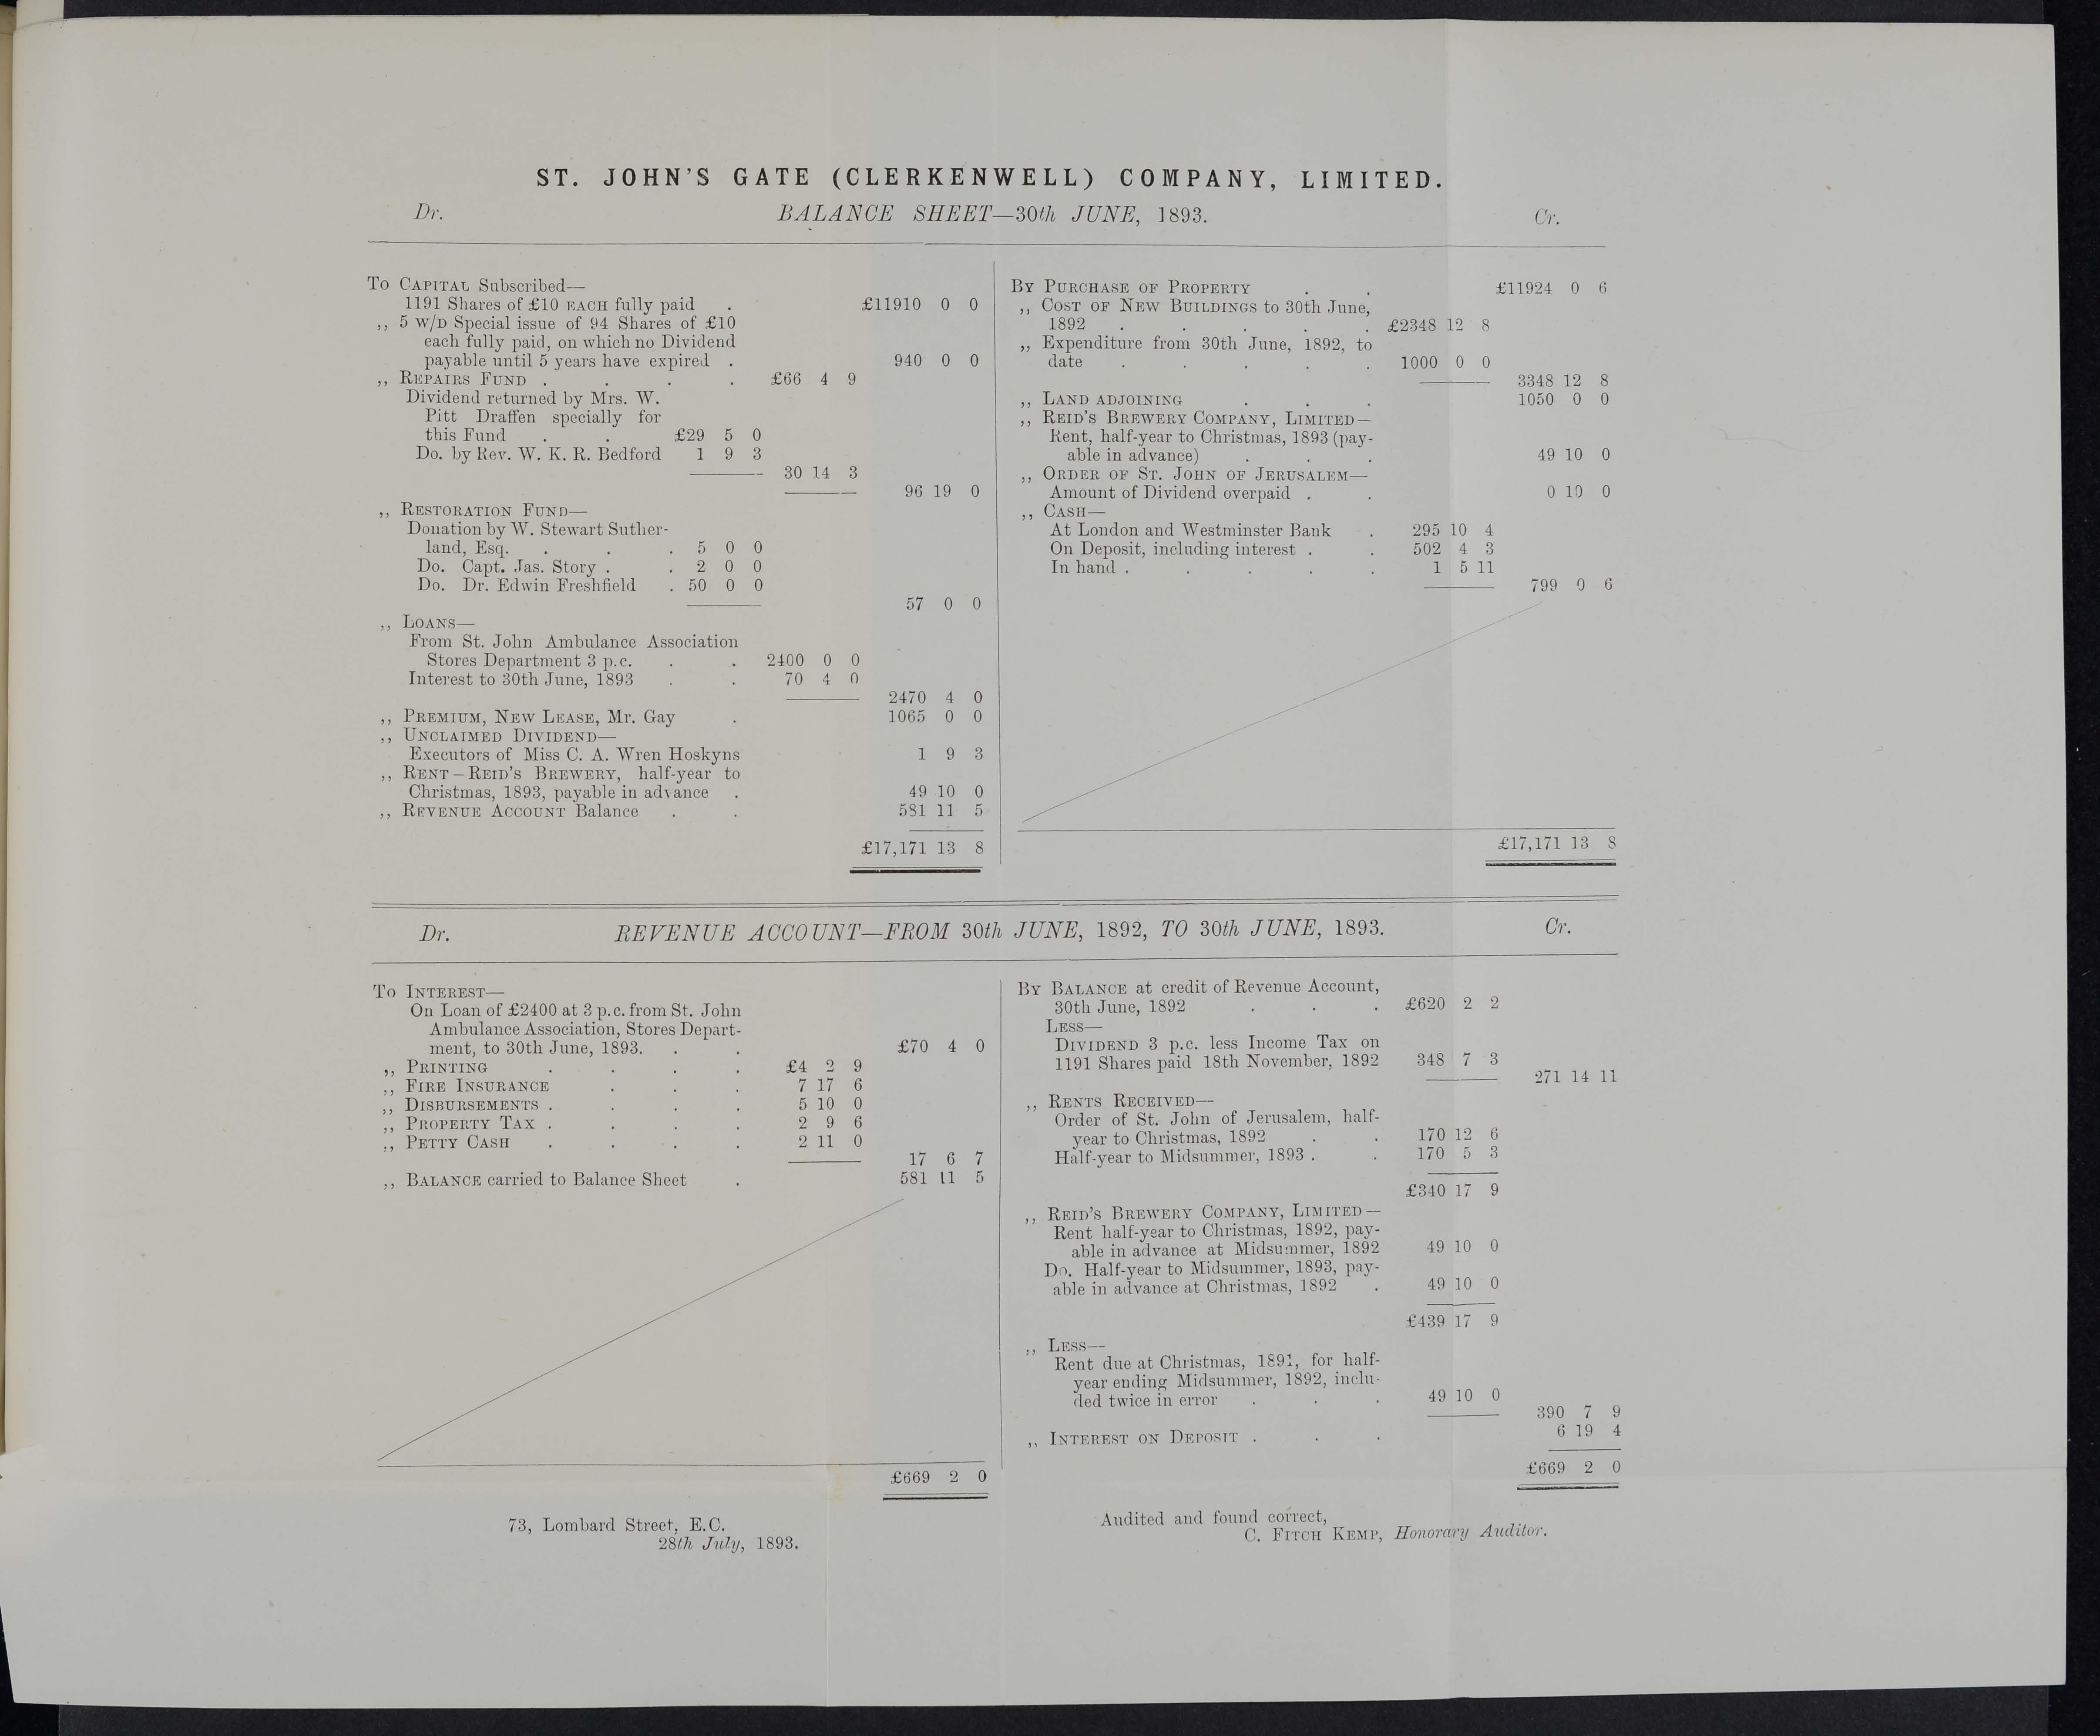 ST. JOHN'S GATE (CLERKENWELL) COMPANY, LIMITED.
Dr. BALANCE SHEET—30th JUNE, 1893. Cr.
To CAPITAL Subscribed—
1191 Shares of £10 EACH fully paid . £11910 0 0
,, 5 W/D Special issue of 94 Shares of £10
each fully paid, on which no Dividend
payable until 5 years have expired . 940 0 0
,, REPAIRS FUND . . . . £66 4 9
Dividend returned by Mrs. W.
Pitt Draffen specially for
this Fund . . £29 5 0
Do. by Rev. W. K. R. Bedford 1 9 3
30 14 3
96 19 0
,, RESTORATION FUND—
Donation by W. Stewart Suther-
land, Esq. . . . 5 0 0
Do. Capt. Jas. Story . . 2 0 0
Do. Dr. Edwin Freshfield . 50 0 0
57 0 0
,, LOANS—
From St. John Ambulance Association
Stores Department 3 p.c. . . 2400 0 0
Interest to 30th June, 1893 . . 70 4 0
2470 4 0
,, PREMIUM, NEW LEASE, Mr. Gay . 1065 0 0
,, UNCLAIMED DIVIDEND—
Executors of Miss C. A. Wren Hoskyns 1 9 3
,, RENT–REID'S BREWERY, half-year to
Christmas, 1893, payable in advance . 49 10 0
,, REVENUE ACCOUNT Balance . . 581 11 5
£17,171 13 8
BY PURCHASE OF PROPERTY . . £11924 0 6
,, COST OF NEW BUILDINGS to 30th June,
1892 . . . . . £2348 12 8
,, Expenditure from 30th June, 1892, to
date . . . . . 1000 0 0
3348 12 8
,, LAND ADJOINING . . . 1050 0 0
,, REID'S BREWERY COMPANY, LIMITED—
Rent, half-year to Christmas, 1893 (pay-
able in advance) . . . 49 10 0
,, ORDER OF ST. JOHN OF JERUSALEM—
Amount of Dividend overpaid . . 0 10 0
,, CASH—
At London and Westminster Bank . 295 10 4
On Deposit, including interest . . 502 4 3
In hand . . . . . 1 5 11
799 0 6
£17,171 13 8
Dr. REVENUE ACCOUNT—FROM 30th JUNE, 1892, TO 30th JUNE, 1893. Cr.
To INTEREST—
On Loan of £2400 at 3 p.c. from St. John
Ambulance Association, Stores Depart-
ment, to 30th June, 1893. . . £70 4 0
,, PRINTING . . . . £4 2 9
,, FIRE INSURANCE . . . 7 17 6
,, DISBURSEMENTS . . . . 5 10 0
,, PROPERTY TAX . . . . 2 9 6
,, PETTY CASH . . . . 2 11 0
17 6 7
,, BALANCE carried to Balance Sheet . 581 11 5
£669 2 0
BY BALANCE at credit of Revenue Account,
30th June, 1892 . . . £620 2 2
LESS—
DIVIDEND 3 p.c. less Income Tax on
1191 Shares paid 18th November, 1892 348 7 3
271 14 11
,, RENTS RECEIVED—
Order of St. John of Jerusalem, half-
year to Christmas, 1892 . . 170 12 6
Half-year to Midsummer, 1893 . . 170 5 3
£340 17 9
,, REID'S BREWERY COMPANY, LIMITED—
Rent half-year to Christmas, 1892, pay-
able in advance at Midsummer, 1892 49 10 0
Do. Half-year to Midsummer, 1893, pay-
able in advance at Christmas, 1892 . 49 10 0
£439 17 9
,, LESS—
Rent due at Christmas, 1891, for half-
year ending Midsummer, 1892, inclu-
ded twice in error . . . 49 10 0
390 7 9
,, INTEREST ON DEPOSIT . . . 6 19 4
£669 2 0
73, Lombard Street, E.C.
28th July, 1893.
Audited and found correct,
C. FITCH KEMP, Honorary Auditor.